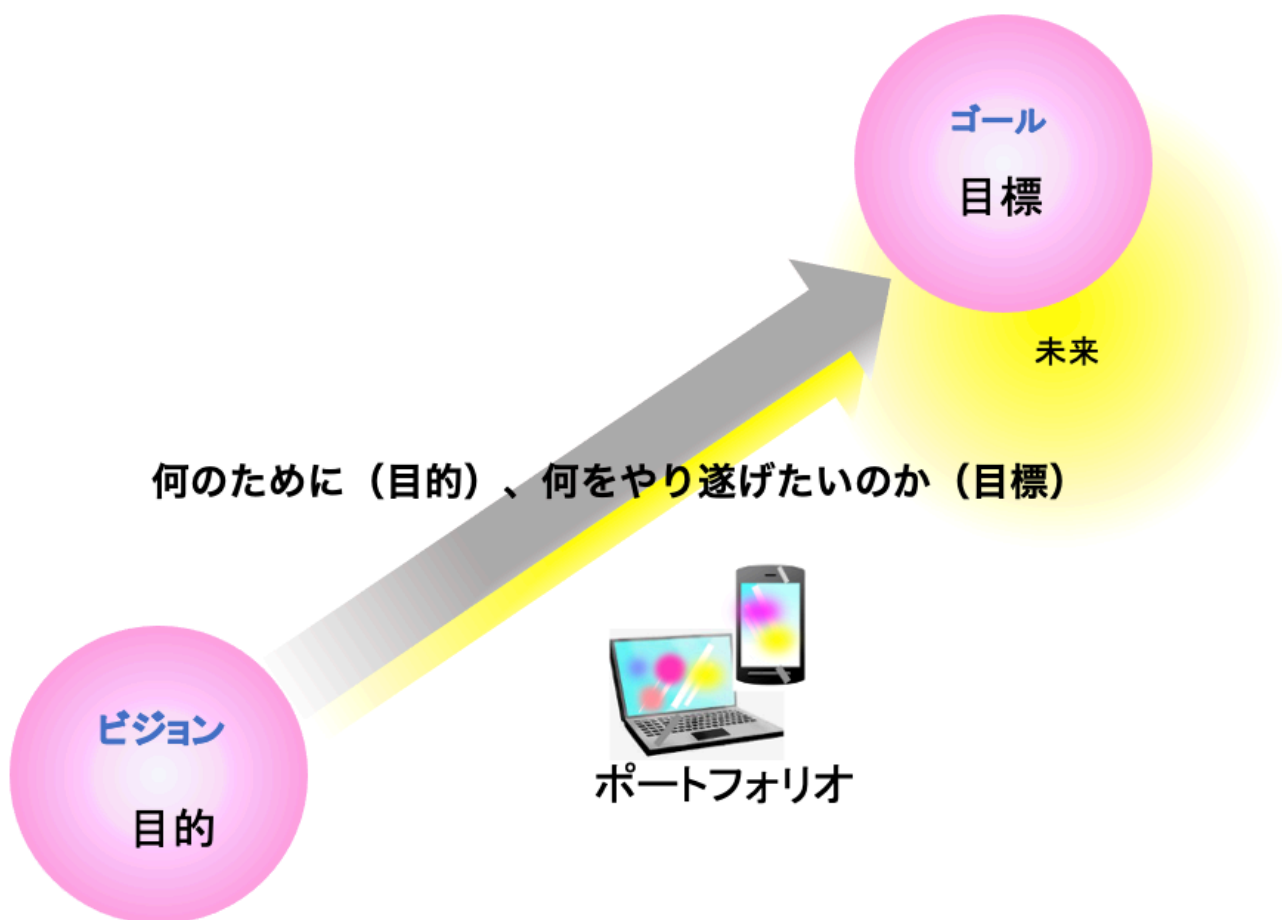 ゴール
目標
未来
何のために（目的）、何をやり遂げたいのか（目標）
ビジョン
目的
ポートフォリオ